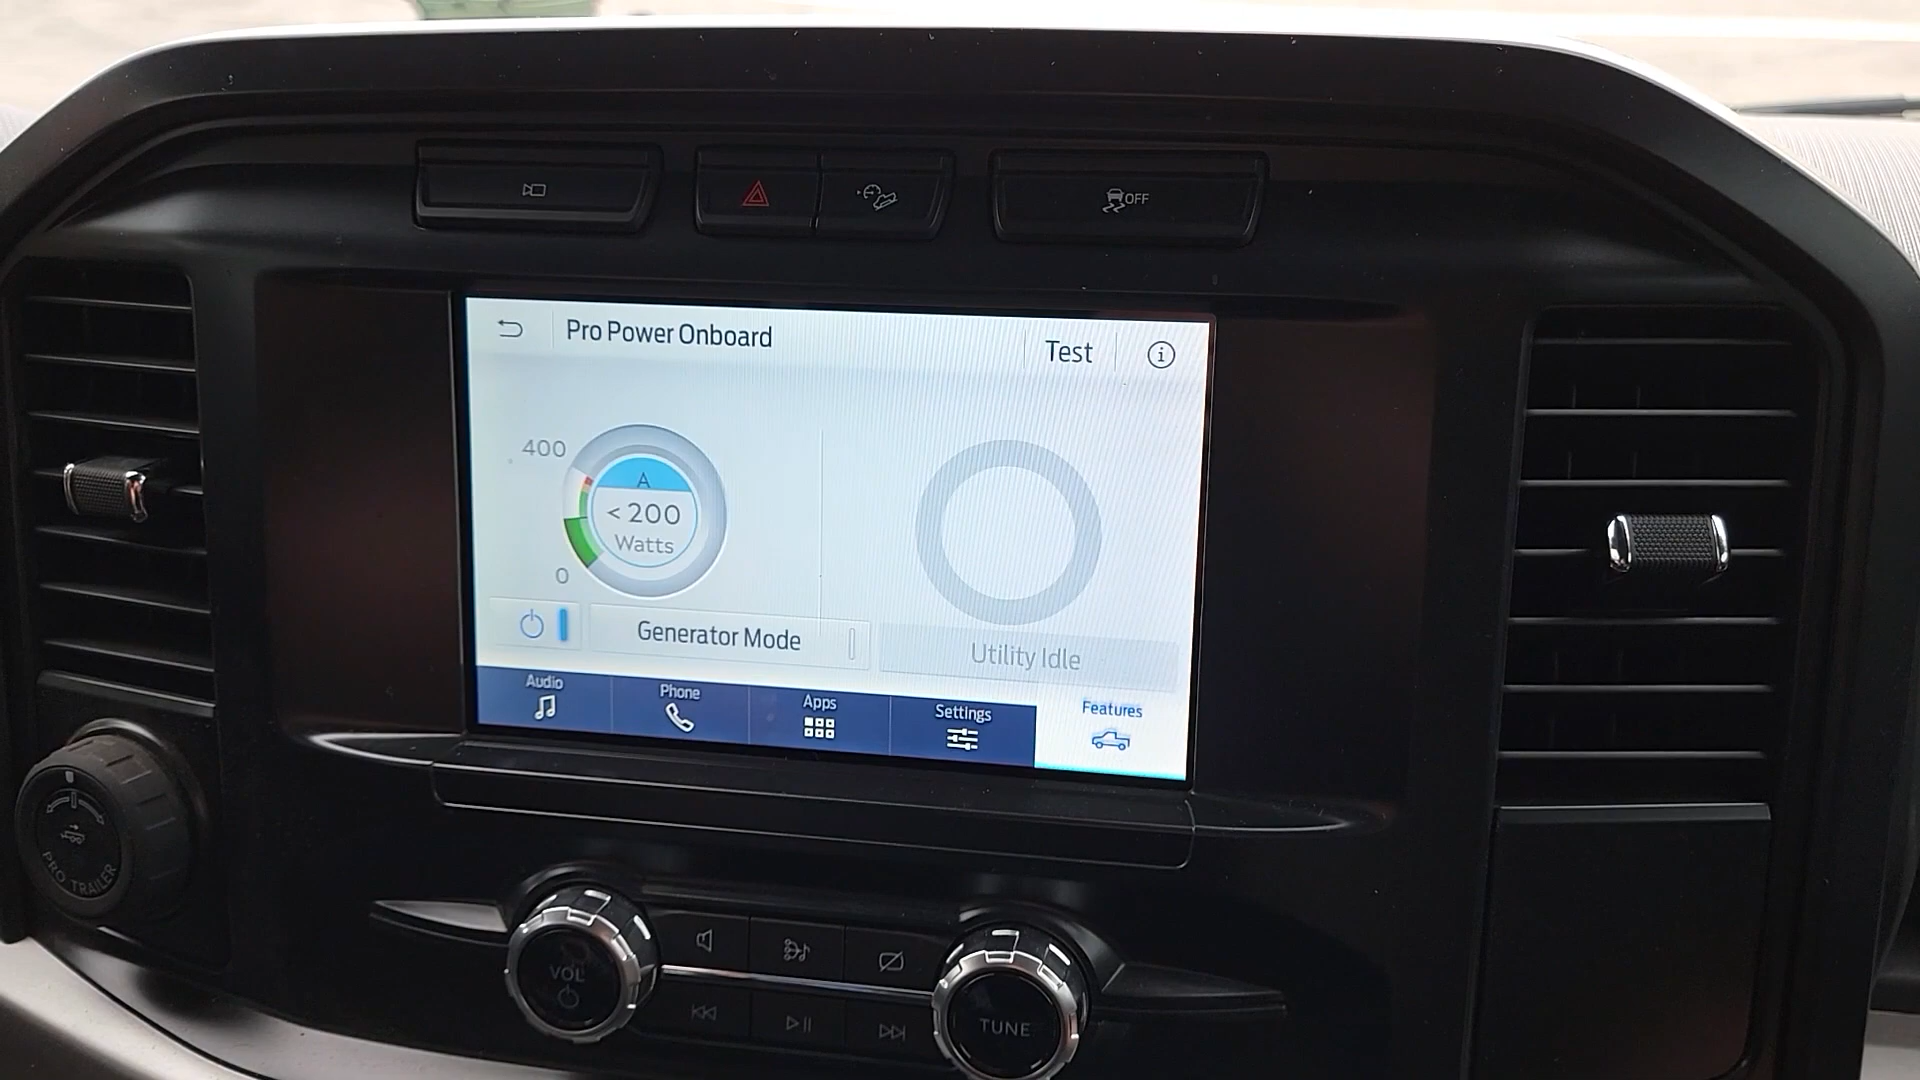 OFF
Pro Power Onboard
Test
i
400
A
< 200
Watts
0
Generator Mode
Utility Idle
Audio
Phone
Apps
Settings
Features
PRO TRAILER
VOL
TUNE